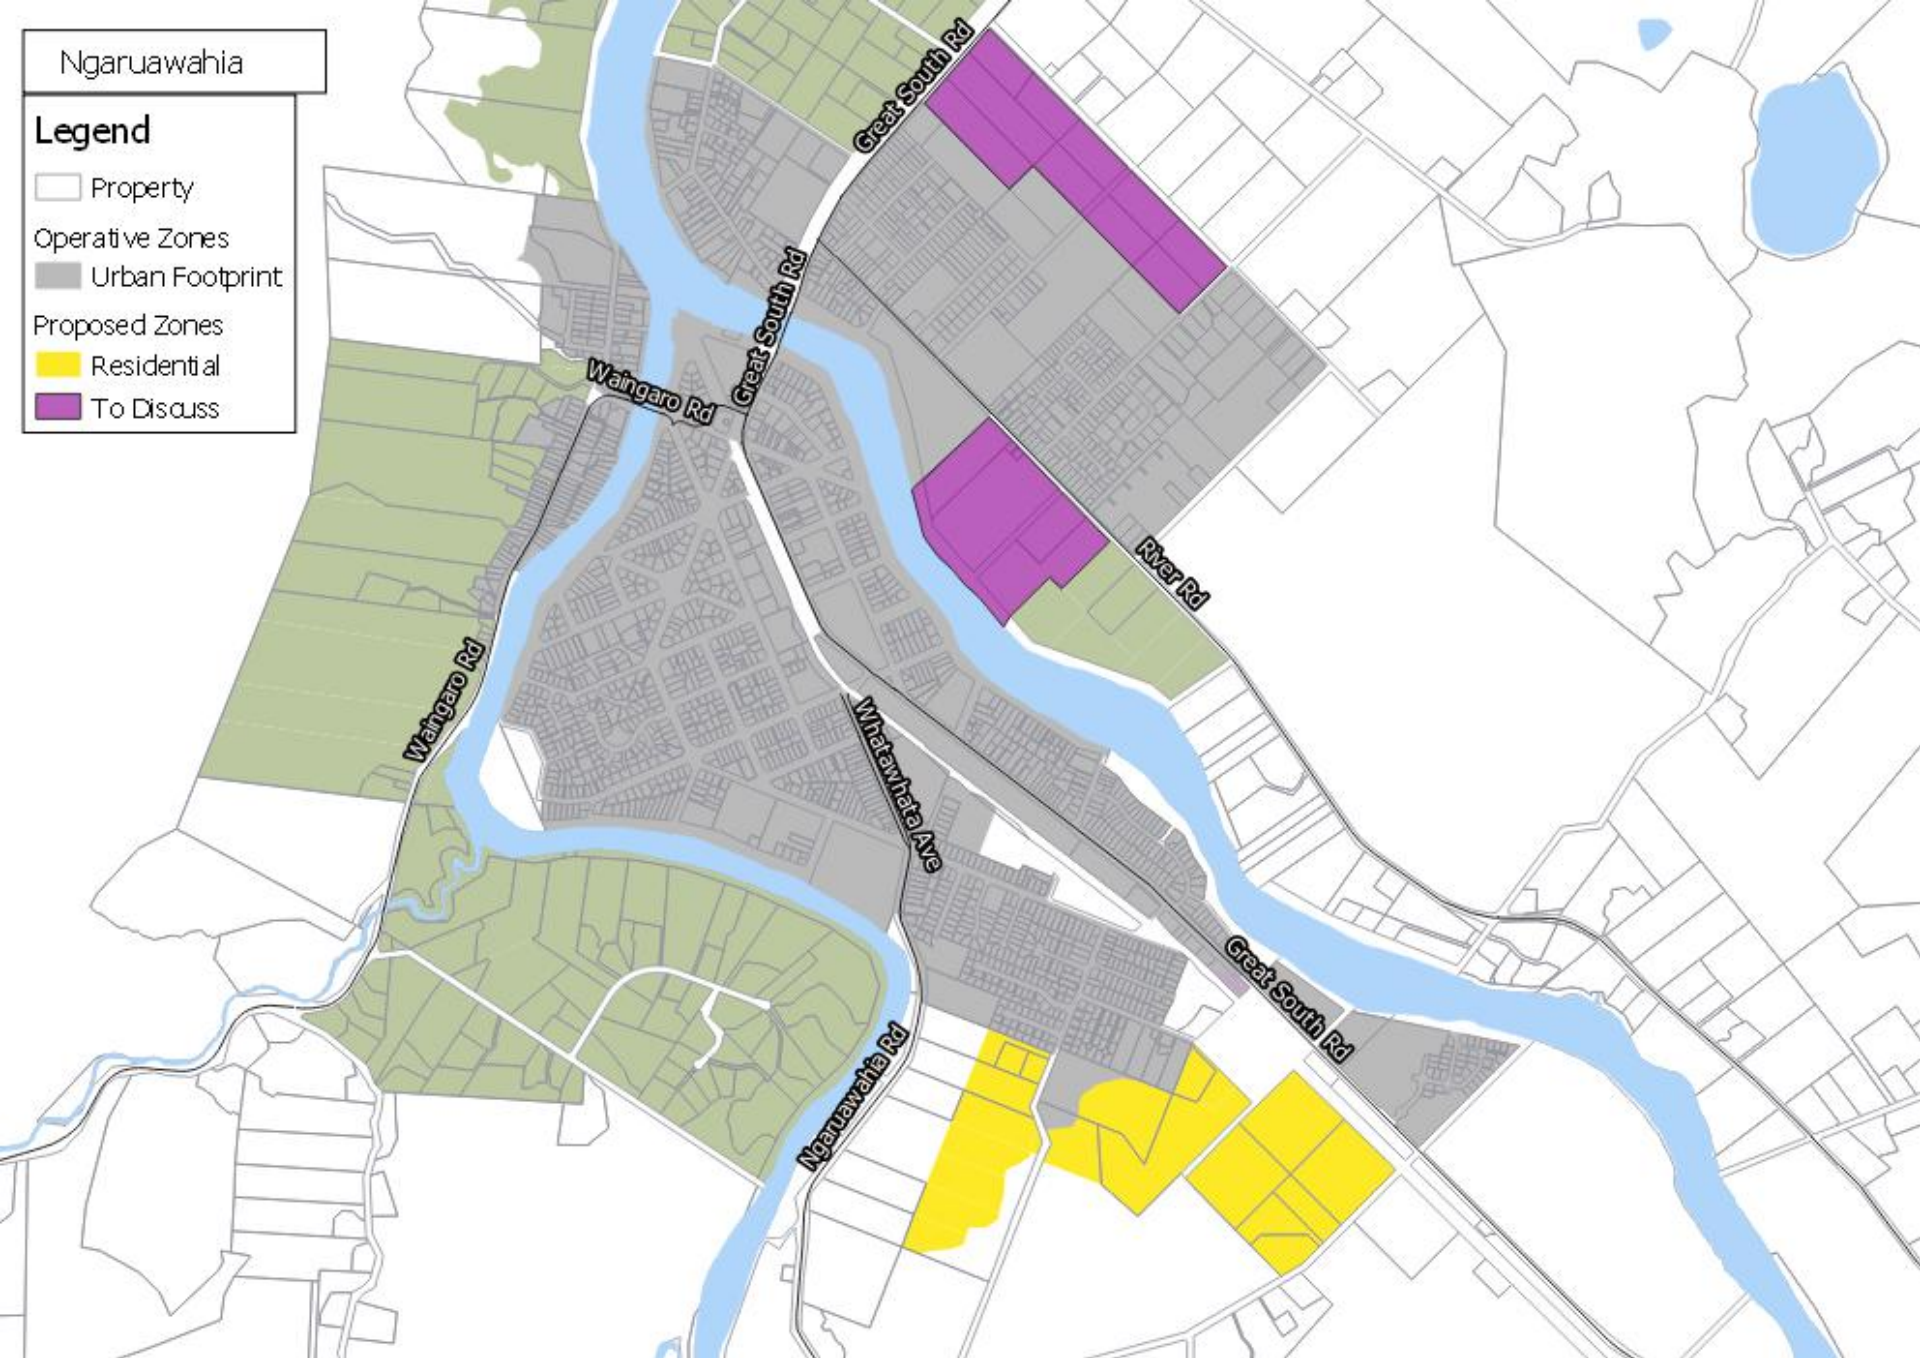 Ngaruawahia
Legend
Property
Operative Zones
Urban Footprint
Proposed Zones
Residential
To Discuss
Great South Rd
Great South Rd
Waingaro Rd
River Rd
Waingaro Rd
Whatawhata Ave
Great South Rd
Ngaruawahia Rd